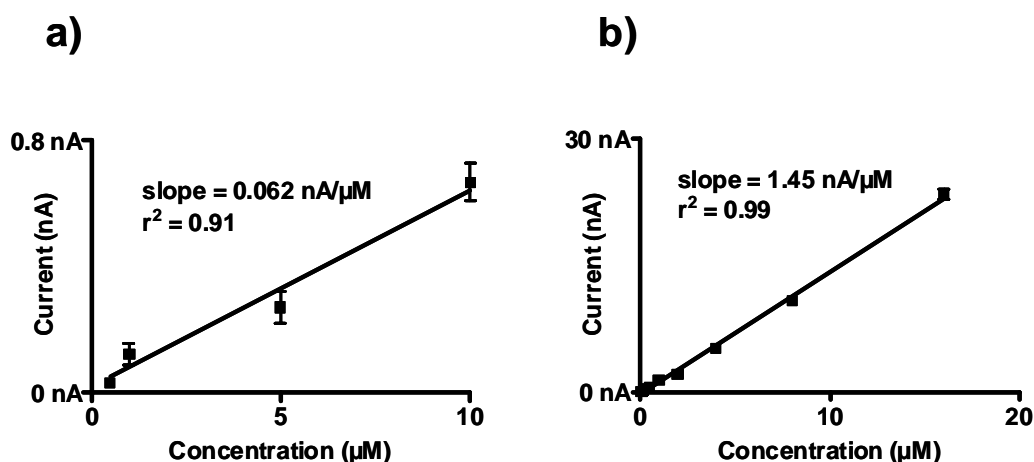 a)
0.8 nA
slope = 0.062 nA/µM
r² = 0.91
Current (nA)
0 nA
0
5
10
Concentration (µM)
b)
30 nA
slope = 1.45 nA/µM
r² = 0.99
Current (nA)
0 nA
0
10
20
Concentration (µM)